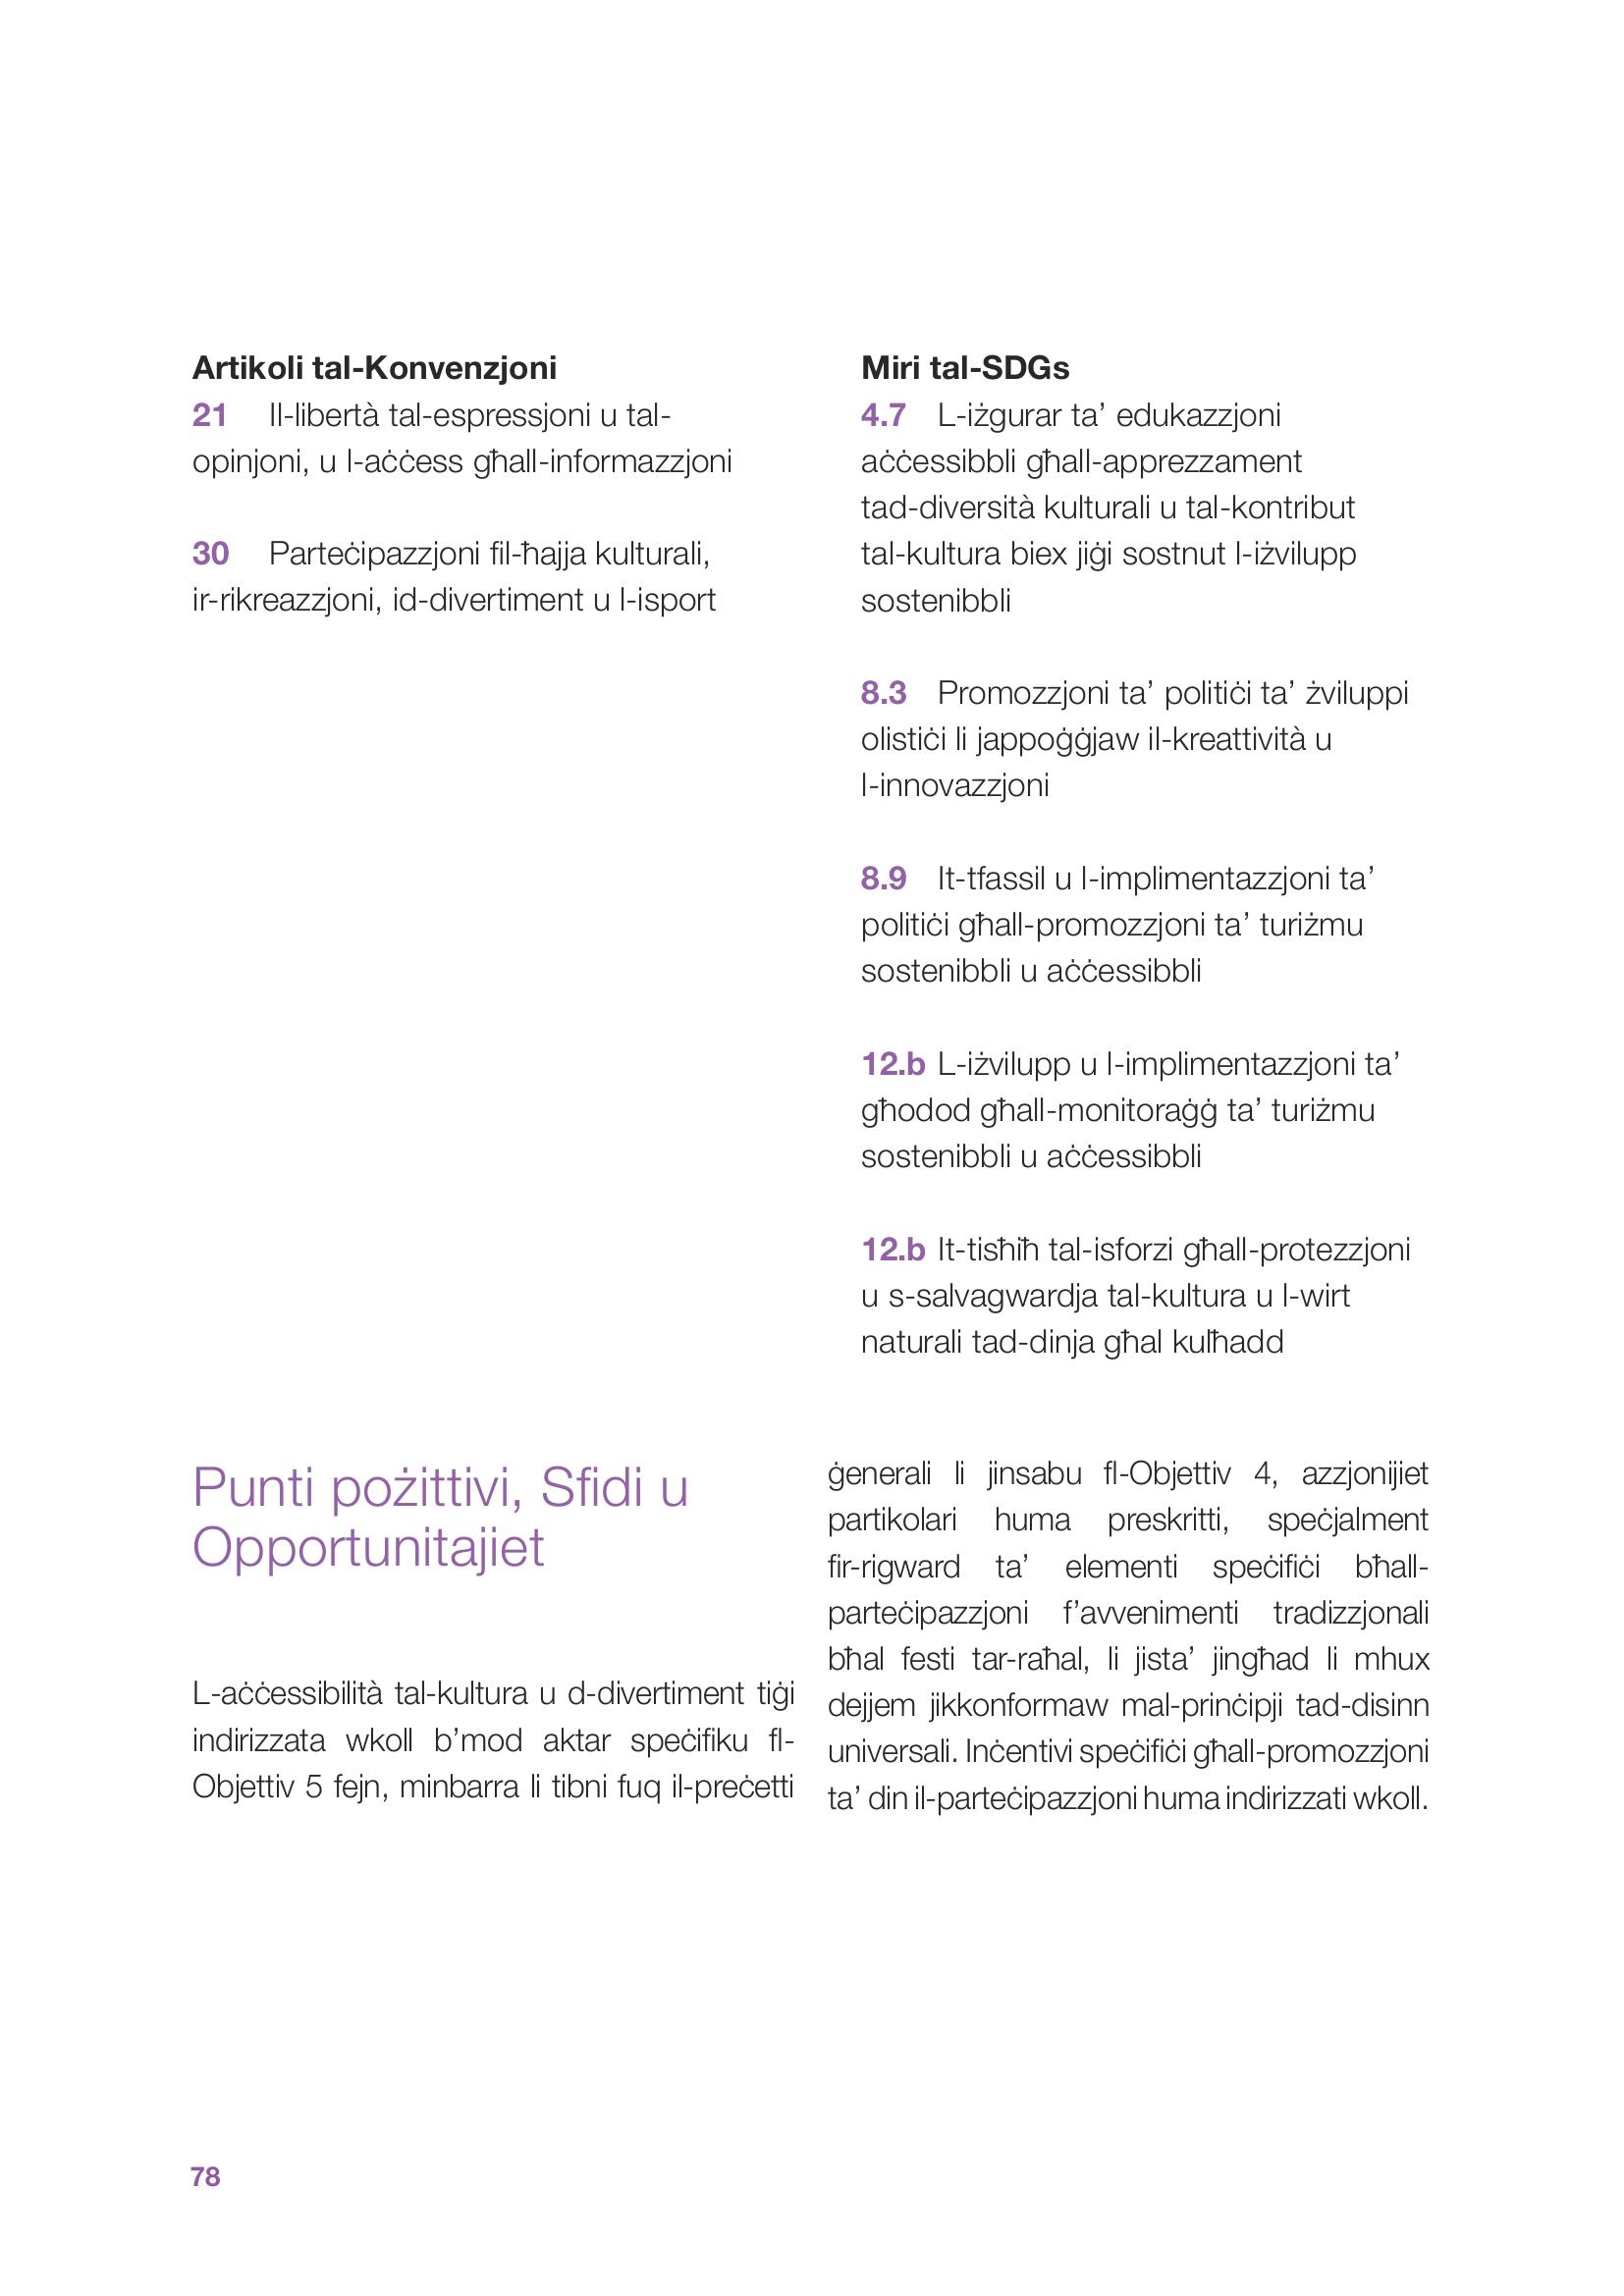 Artikoli tal-Konvenzjoni
21 Il-libertà tal-espressjoni u tal-
opinjoni, u l-aċċess għall-informazzjoni
30 Parteċipazzjoni fil-ħajja kulturali,
ir-rikreazzjoni, id-divertiment u l-isport
Miri tal-SDGs
4.7 L-iżgurar ta’ edukazzjoni
aċċessibbli għall-apprezzament
tad-diversità kulturali u tal-kontribut
tal-kultura biex jiġi sostnut l-iżvilupp
sostenibbli
8.3 Promozzjoni ta’ politiċi ta’ żviluppi
olistiċi li jappoġġjaw il-kreattività u
l-innovazzjoni
8.9 It-tfassil u l-implimentazzjoni ta’
politiċi għall-promozzjoni ta’ turiżmu
sostenibbli u aċċessibbli
12.b L-iżvilupp u l-implimentazzjoni ta’
għodod għall-monitoraġġ ta’ turiżmu
sostenibbli u aċċessibbli
12.b It-tisħiħ tal-isforzi għall-protezzjoni
u s-salvagwardja tal-kultura u l-wirt
naturali tad-dinja għal kulħadd
Punti pożittivi, Sfidi u
Opportunitajiet
L-aċċessibilità tal-kultura u d-divertiment tiġi
indirizzata wkoll b’mod aktar speċifiku fl-
Objettiv 5 fejn, minbarra li tibni fuq il-preċetti
ġenerali li jinsabu fl-Objettiv 4, azzjonijiet
partikolari huma preskritti, speċjalment
fir-rigward ta’ elementi speċifiċi bħall-
parteċipazzjoni f’avvenimenti tradizzjonali
bħal festi tar-raħal, li jista’ jingħad li mhux
dejjem jikkonformaw mal-prinċipji tad-disinn
universali. Inċentivi speċifiċi għall-promozzjoni
ta’ din il-parteċipazzjoni huma indirizzati wkoll.
78